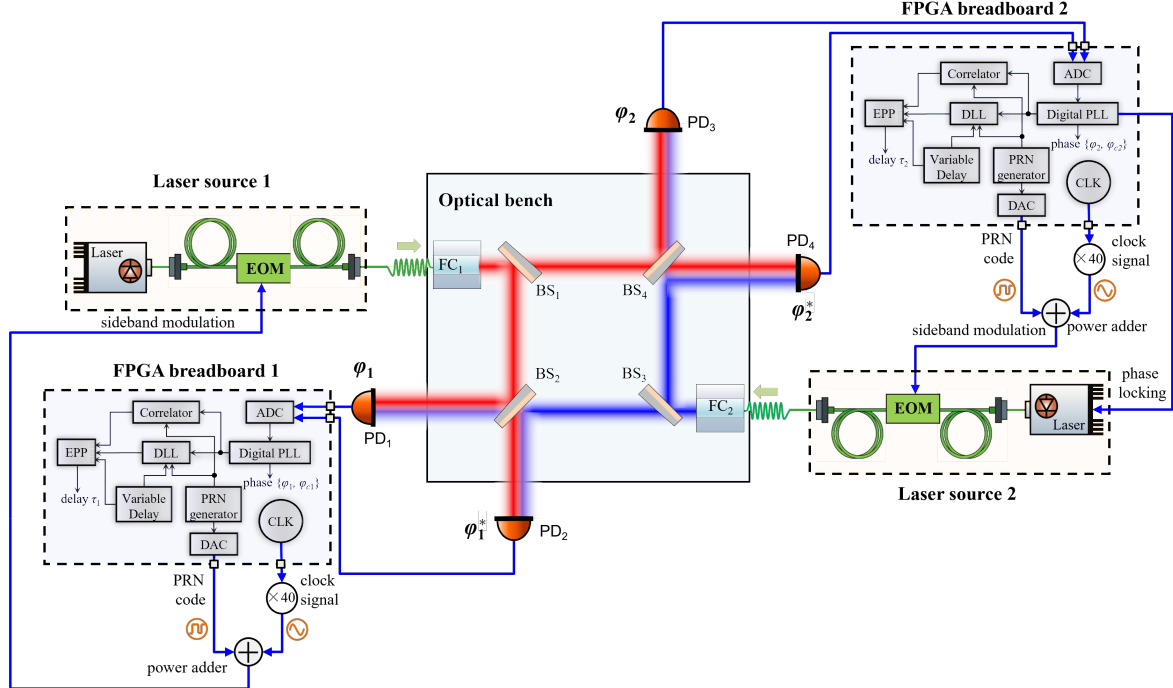 FPGA breadboard 2
Correlator
ADC
EPP
DLL
Digital PLL
phase {φ₂, φc2}
delay τ₂
Variable
Delay
PRN
generator
CLK
DAC
PRN
code
clock
signal
×40
sideband modulation
power adder
phase
locking
φ₂
PD₃
Laser source 1
Laser
EOM
sideband modulation
Optical bench
FC₁
BS₁
BS₄
PD₄
φ₂*
BS₂
BS₃
FC₂
φ₁
PD₁
φ₁*
PD₂
EOM
Laser
Laser source 2
FPGA breadboard 1
Correlator
ADC
EPP
DLL
Digital PLL
phase {φ₁, φc1}
delay τ₁
Variable
Delay
PRN
generator
CLK
DAC
PRN
code
clock
signal
×40
power adder